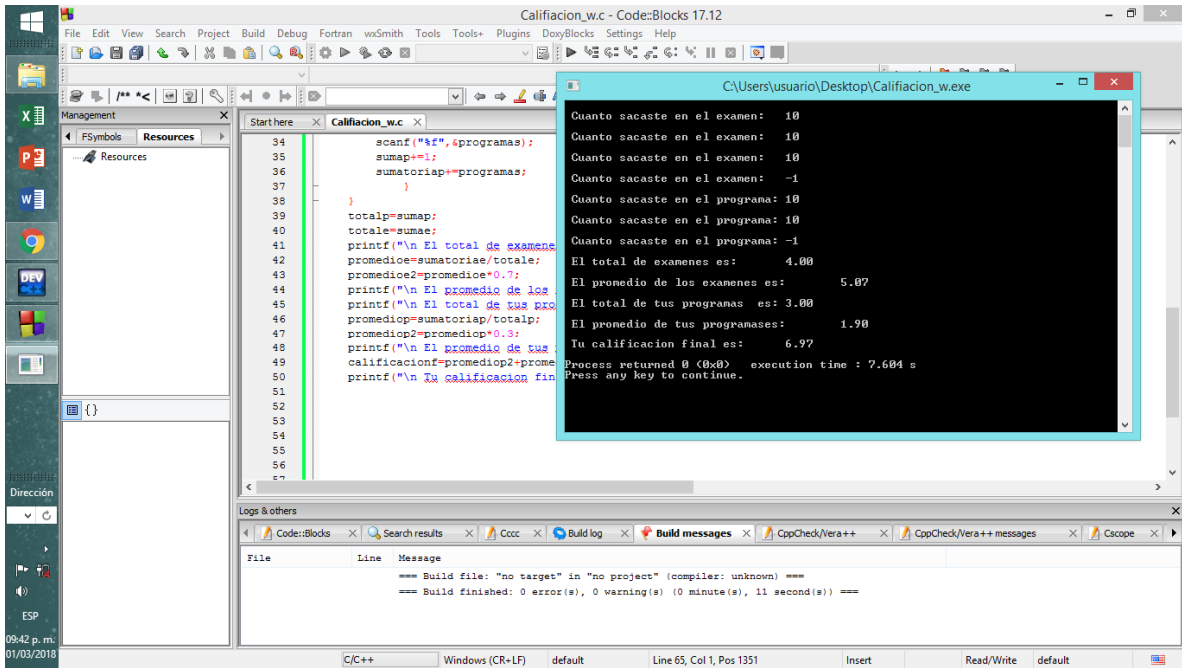 Califiacion_w.c - Code::Blocks 17.12
File Edit View Search Project Build Debug Fortran wxSmith Tools Tools+ Plugins DoxyBlocks Settings Help
/** *<
Management
FSymbols Resources
Resources
Start here Califiacion_w.c
34 scanf("%f",&programas);
35 sumap+=1;
36 sumatoriap+=programas;
37 }
38 }
39 totalp=sumap;
40 totale=sumae;
41 printf("\n El total de examene
42 promedioe=sumatoriae/totale;
43 promedioe2=promedioe*0.7;
44 printf("\n El promedio de los
45 printf("\n El total de tus pro
46 promediop=sumatoriap/totalp;
47 promediop2=promediop*0.3;
48 printf("\n El promedio de tus
49 calificacionf=promediop2+prome
50 printf("\n Tu calificacion fin
51
52
53
54
55
56
57
C:\Users\usuario\Desktop\Califiacion_w.exe
Cuanto sacaste en el examen: 10
Cuanto sacaste en el examen: 10
Cuanto sacaste en el examen: 10
Cuanto sacaste en el examen: -1
Cuanto sacaste en el programa: 10
Cuanto sacaste en el programa: 10
Cuanto sacaste en el programa: -1
El total de examenes es: 4.00
El promedio de los examenes es: 5.07
El total de tus programas es: 3.00
El promedio de tus programases: 1.90
Tu calificacion final es: 6.97
Process returned 0 (0x0) execution time : 7.604 s
Press any key to continue.
{}
Logs & others
Code::Blocks Search results Cccc Build log Build messages CppCheck/Vera++ CppCheck/Vera++ messages Cscope
File Line Message
=== Build file: "no target" in "no project" (compiler: unknown) ===
=== Build finished: 0 error(s), 0 warning(s) (0 minute(s), 11 second(s)) ===
C/C++ Windows (CR+LF) default Line 65, Col 1, Pos 1351 Insert Read/Write default
DEV
C++
Dirección
ESP
09:42 p. m.
01/03/2018